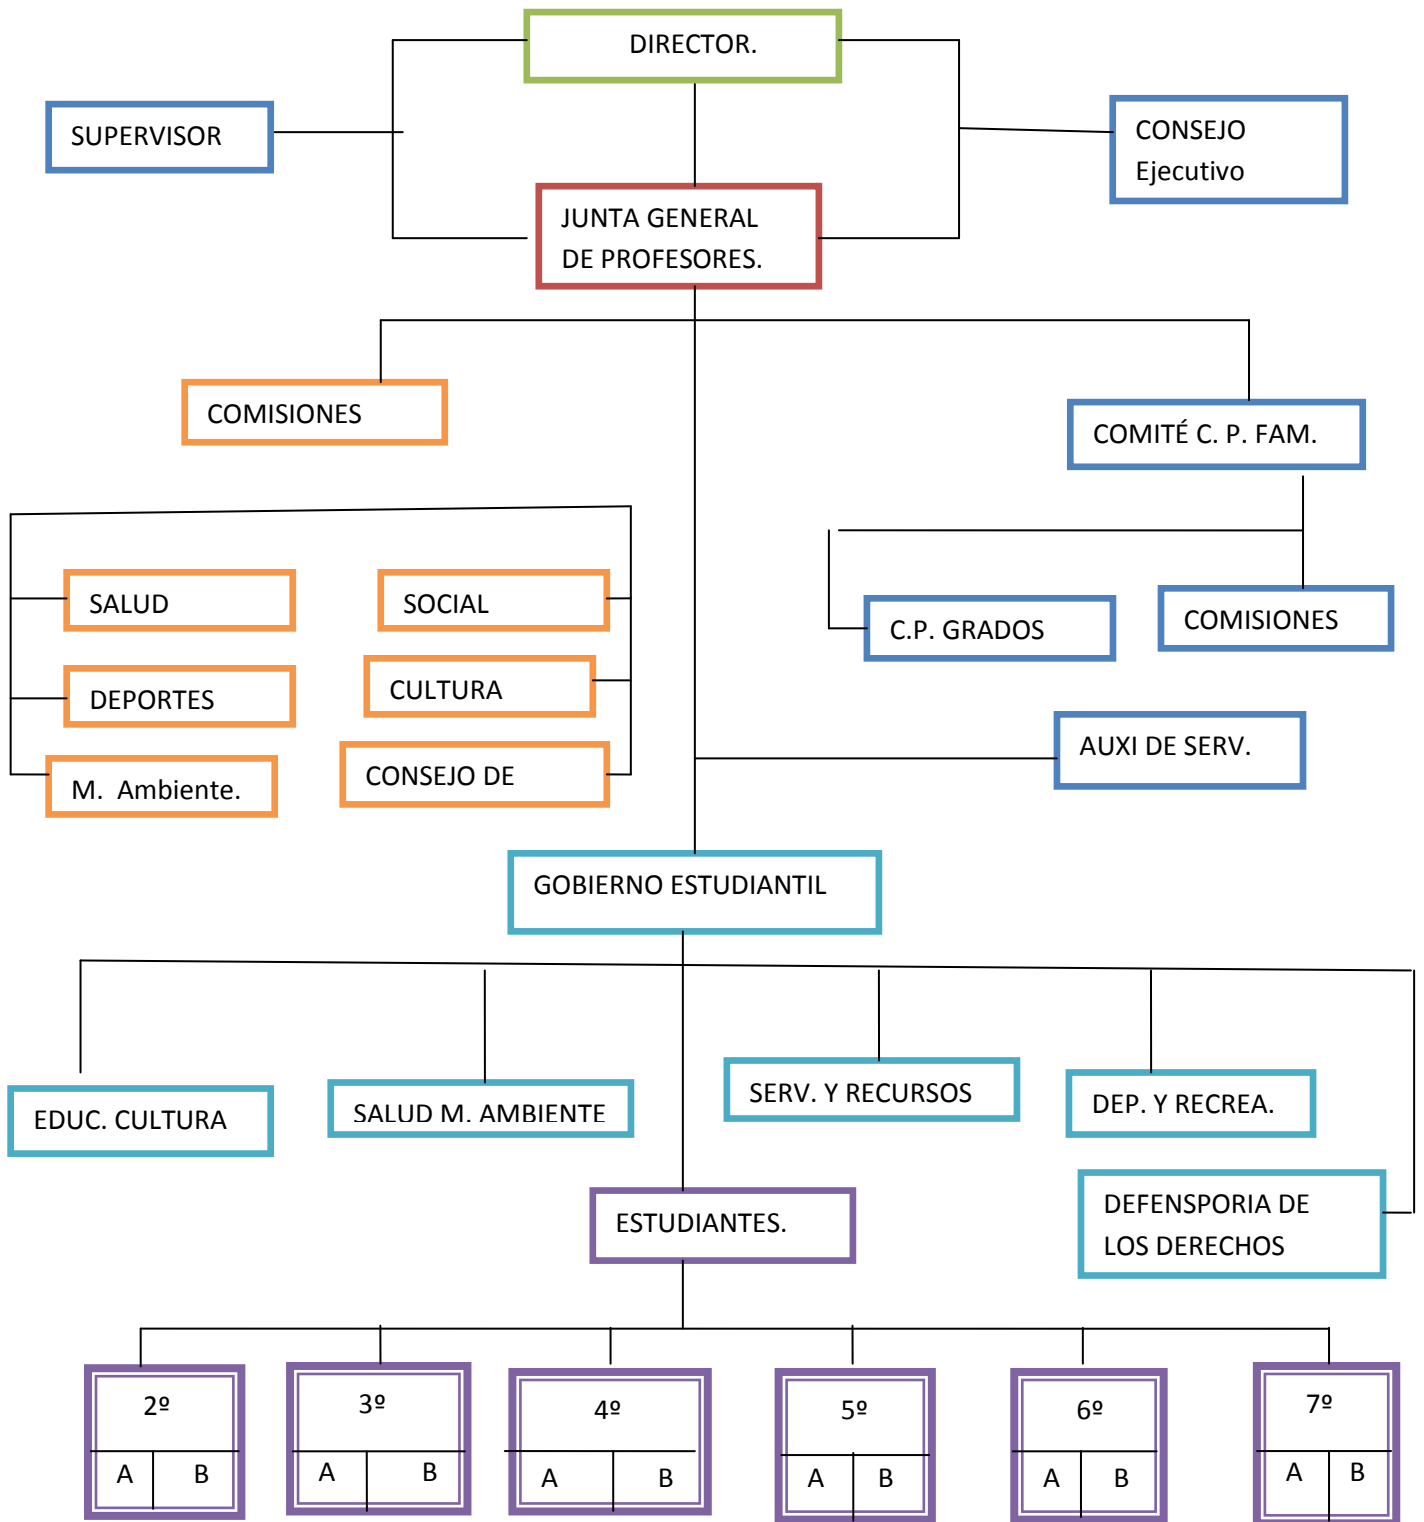 DIRECTOR.
SUPERVISOR
CONSEJO
Ejecutivo
JUNTA GENERAL
DE PROFESORES.
COMISIONES
COMITÉ C. P. FAM.
SALUD
SOCIAL
C.P. GRADOS
COMISIONES
DEPORTES
CULTURA
AUXI DE SERV.
M. Ambiente.
CONSEJO DE
GOBIERNO ESTUDIANTIL
EDUC. CULTURA
SALUD M. AMBIENTE
SERV. Y RECURSOS
DEP. Y RECREA.
ESTUDIANTES.
DEFENSPORIA DE
LOS DERECHOS
2º
A B
3º
A B
4º
A B
5º
A B
6º
A B
7º
A B